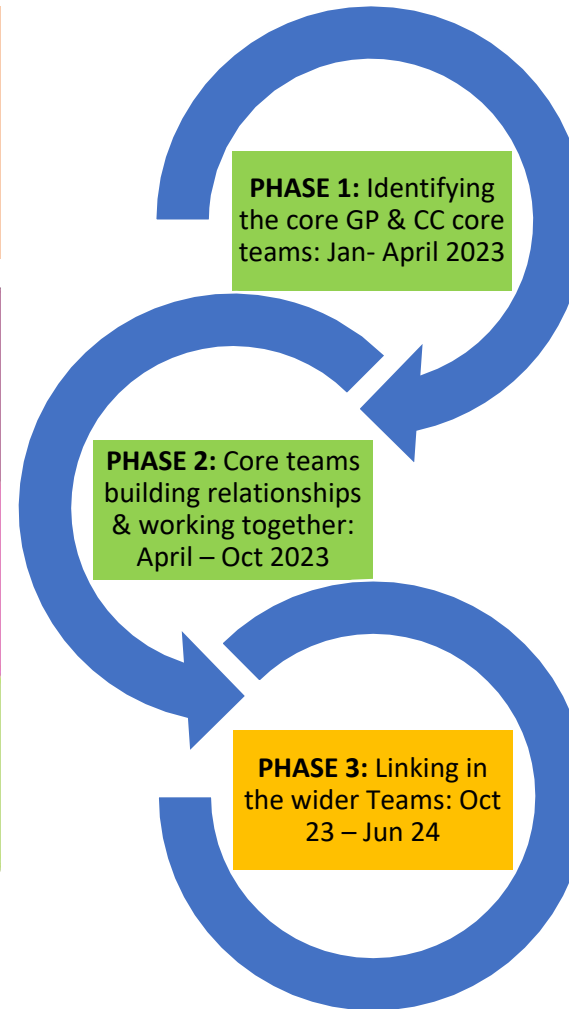 PHASE 1: Identifying
the core GP & CC core
teams: Jan- April 2023
PHASE 2: Core teams
building relationships
& working together:
April – Oct 2023
PHASE 3: Linking in
the wider Teams: Oct
23 – Jun 24